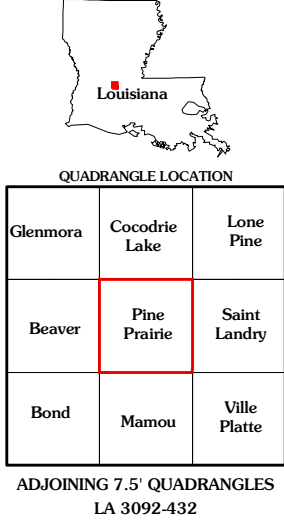 Louisiana
QUADRANGLE LOCATION
Glenmora
Cocodrie
Lake
Lone
Pine
Beaver
Pine
Prairie
Saint
Landry
Bond
Mamou
Ville
Platte
ADJOINING 7.5' QUADRANGLES
LA 3092-432